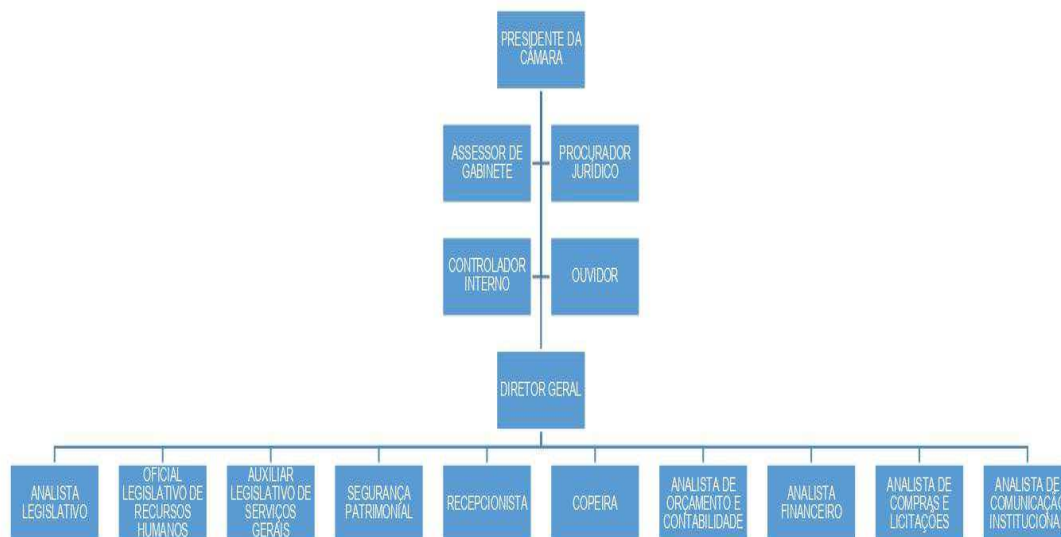 PRESIDENTE DA
CÂMARA
ASSESSOR DE
GABINETE
PROCURADOR
JURÍDICO
CONTROLADOR
INTERNO
OUVIDOR
DIRETOR GERAL
ANALISTA
LEGISLATIVO
OFICIAL
LEGISLATIVO DE
RECURSOS
HUMANOS
AUXILIAR
LEGISLATIVO DE
SERVIÇOS
GERAIS
SEGURANÇA
PATRIMONIAL
RECEPCIONISTA
COPEIRA
ANALISTA DE
ORÇAMENTO E
CONTABILIDADE
ANALISTA
FINANCEIRO
ANALISTA DE
COMPRAS E
LICITAÇÕES
ANALISTA DE
COMUNICAÇÃO
INSTITUCIONAL